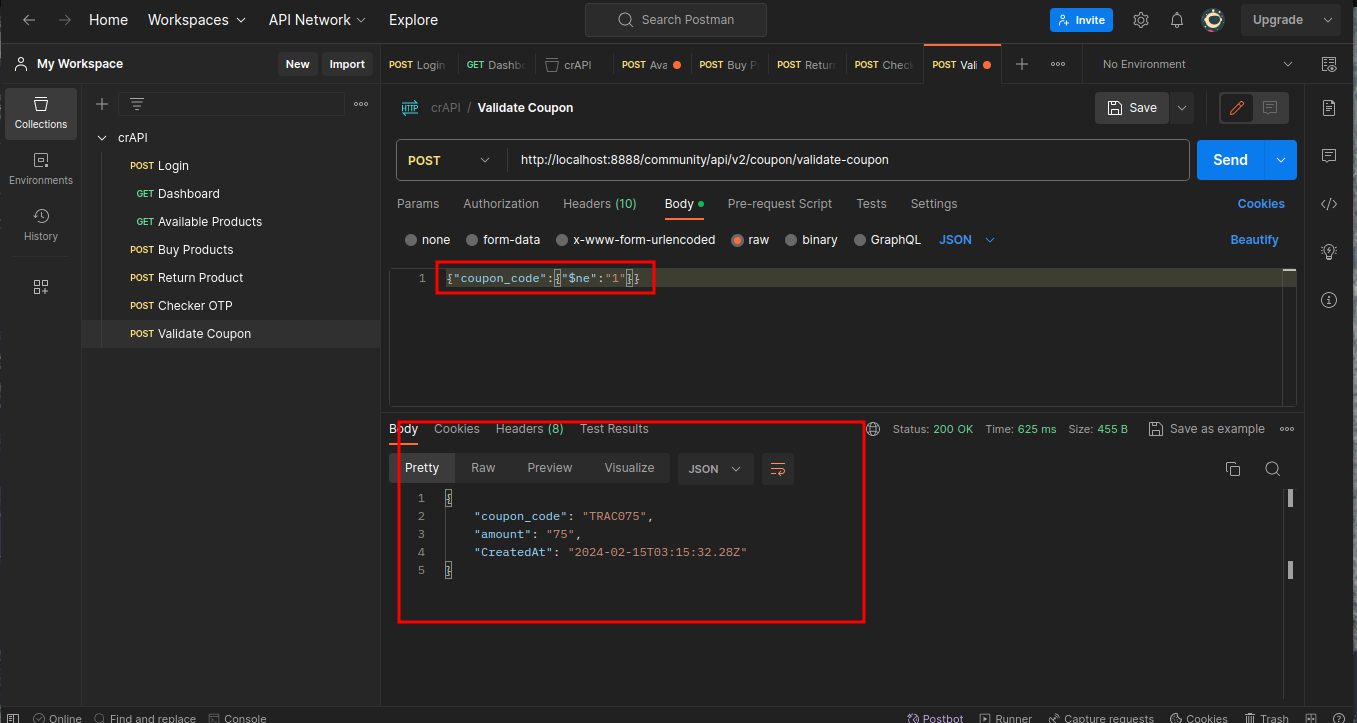 Home Workspaces API Network Explore Search Postman Invite Upgrade
My Workspace New Import POST Login GET Dashb crAPI POST Ava POST Buy P POST Retur POST Check POST Vali No Environment
Collections
Environments
History
crAPI
POST Login
GET Dashboard
GET Available Products
POST Buy Products
POST Return Product
POST Checker OTP
POST Validate Coupon
HTTP crAPI / Validate Coupon Save
POST http://localhost:8888/community/api/v2/coupon/validate-coupon Send
Params Authorization Headers (10) Body Pre-request Script Tests Settings Cookies
none form-data x-www-form-urlencoded raw binary GraphQL JSON Beautify
1 {"coupon_code":{"$ne":"1"}}
Body Cookies Headers (8) Test Results Status: 200 OK Time: 625 ms Size: 455 B Save as example
Pretty Raw Preview Visualize JSON
1 {
2 "coupon_code": "TRAC075",
3 "amount": "75",
4 "CreatedAt": "2024-02-15T03:15:32.28Z"
5 }
Online Find and replace Console Postbot Runner Capture requests Cookies Trash